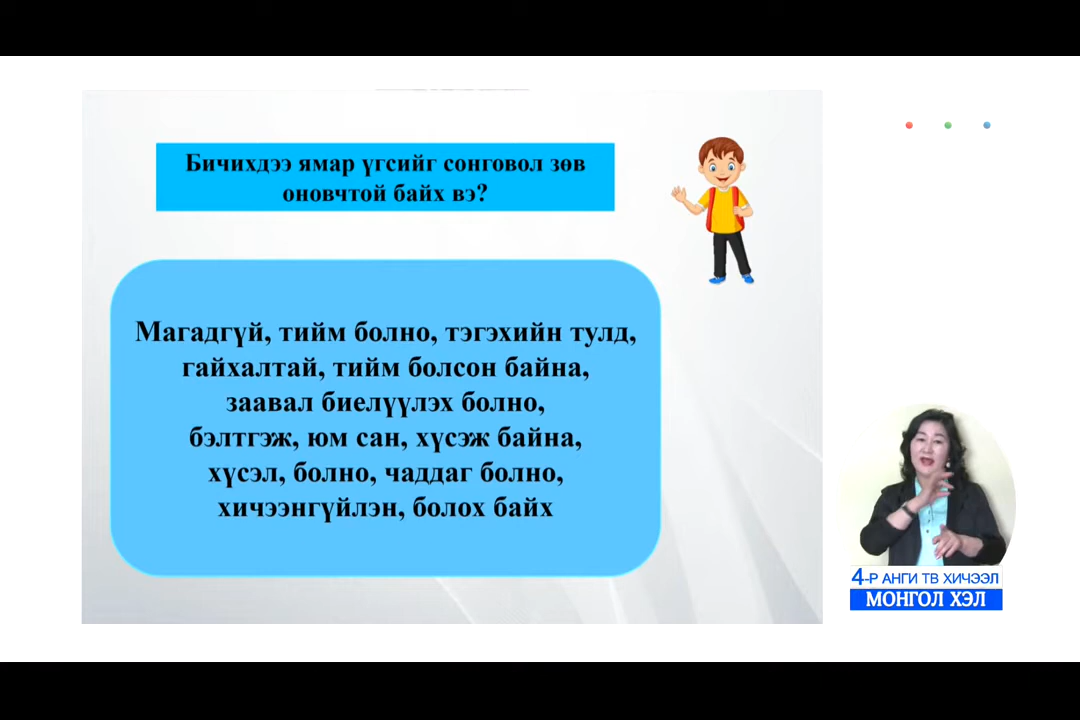 Бичихдээ ямар үгсийг сонговол зөв
оновчтой байх вэ?
Магадгүй, тийм болно, тэгэхийн тулд,
гайхалтай, тийм болсон байна,
заавал биелүүлэх болно,
бэлтгэж, юм сан, хүсэж байна,
хүсэл, болно, чаддаг болно,
хичээнгүйлэн, болох байх
4-Р АНГИ ТВ ХИЧЭЭЛ
МОНГОЛ ХЭЛ